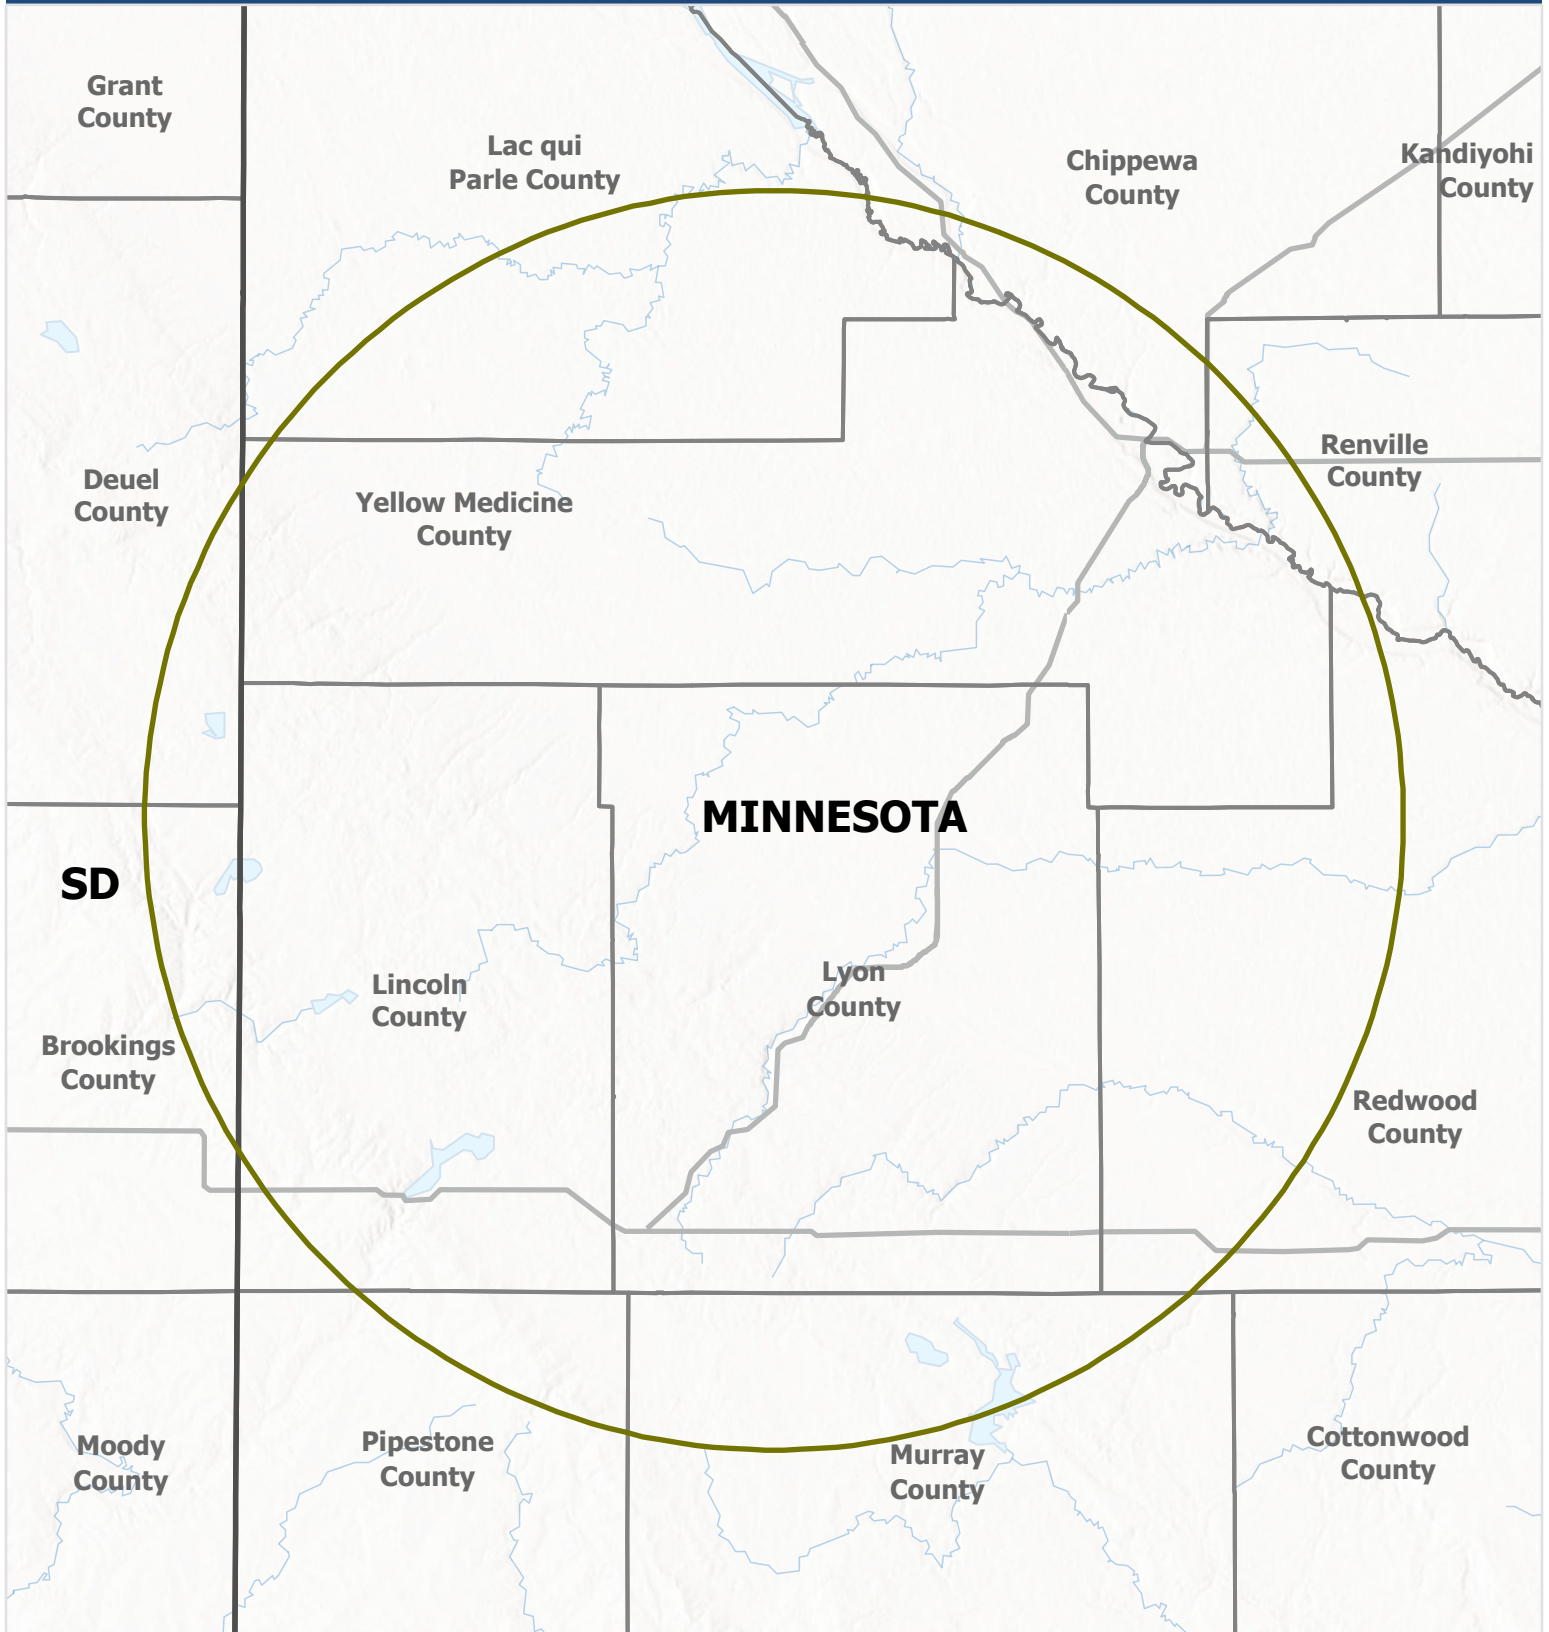 Grant
County
Lac qui
Parle County
Chippewa
County
Kandiyohi
County
Deuel
County
Yellow Medicine
County
Renville
County
MINNESOTA
SD
Lincoln
County
Lyon
County
Brookings
County
Redwood
County
Moody
County
Pipestone
County
Murray
County
Cottonwood
County